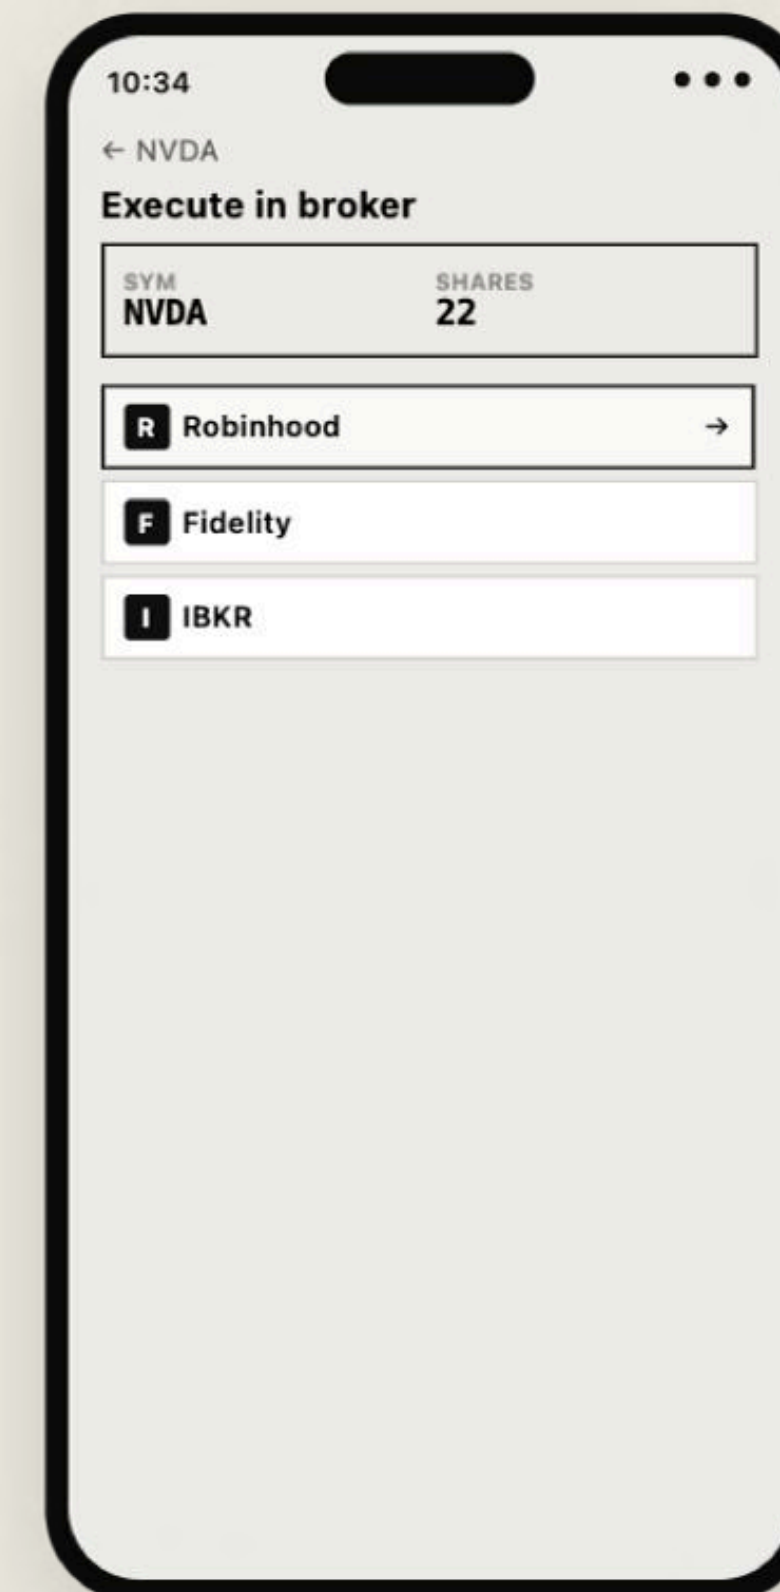 10:34
← NVDA
Execute in broker
SYM SHARES
NVDA 22
R Robinhood →
F Fidelity
I IBKR